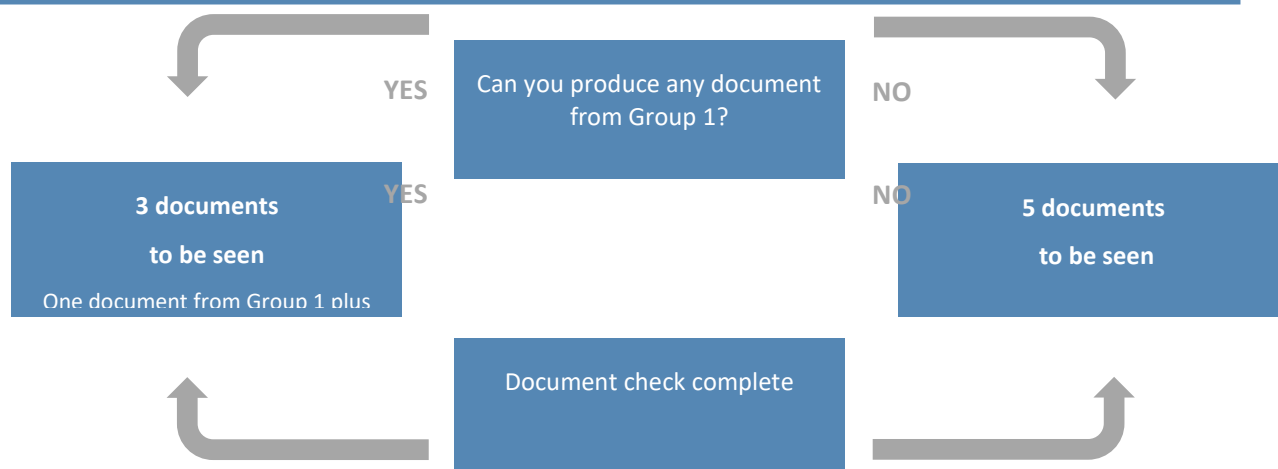 YES
Can you produce any document
from Group 1?
NO
YES
3 documents
to be seen
One document from Group 1 plus
NO
5 documents
to be seen
Document check complete